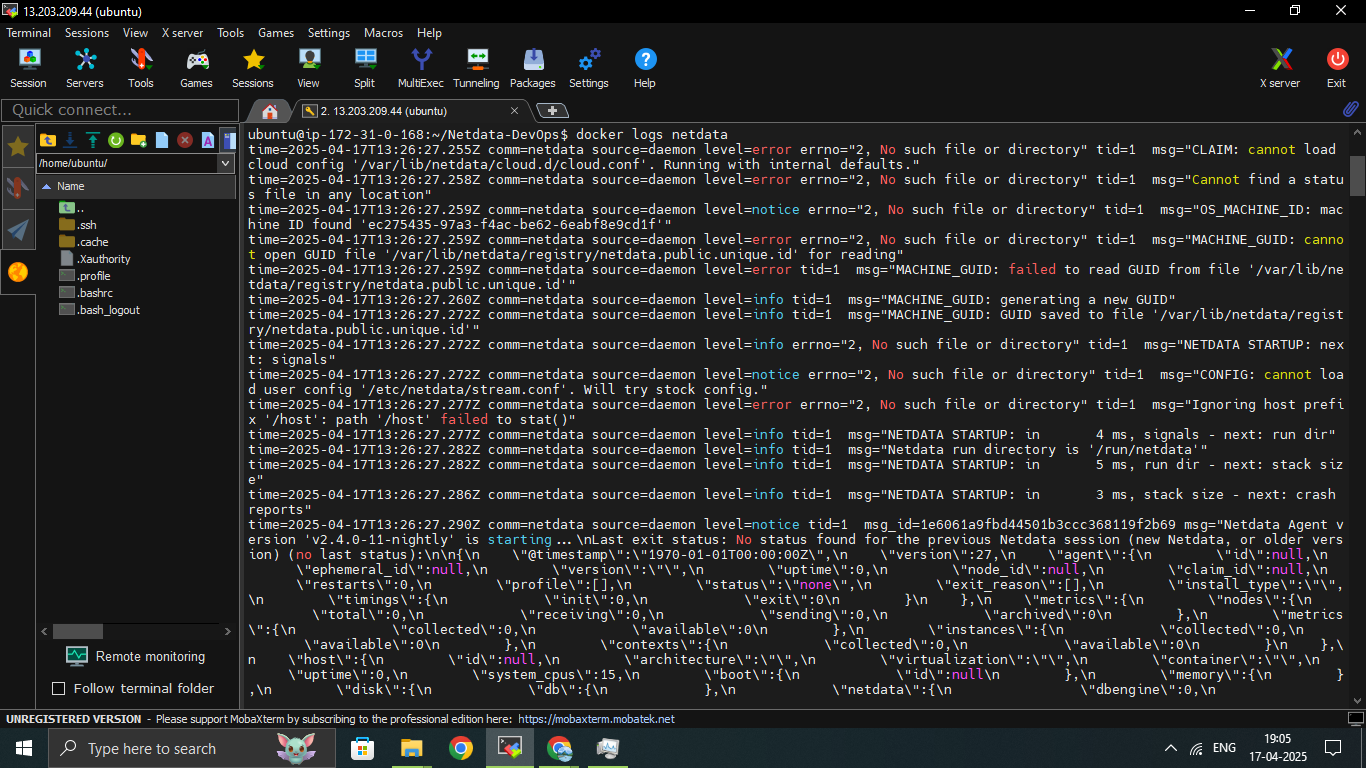 13.203.209.44 (ubuntu)
Terminal Sessions View X server Tools Games Settings Macros Help
Session Servers Tools Games Sessions View Split MultiExec Tunneling Packages Settings Help X server Exit
Quick connect...
2. 13.203.209.44 (ubuntu)
/home/ubuntu/
Name
..
.ssh
.cache
.Xauthority
.profile
.bashrc
.bash_logout
Remote monitoring
Follow terminal folder
ubuntu@ip-172-31-0-168:~/Netdata-DevOps$ docker logs netdata
time=2025-04-17T13:26:27.255Z comm=netdata source=daemon level=error errno="2, No such file or directory" tid=1  msg="CLAIM: cannot load
cloud config '/var/lib/netdata/cloud.d/cloud.conf'. Running with internal defaults."
time=2025-04-17T13:26:27.258Z comm=netdata source=daemon level=error errno="2, No such file or directory" tid=1  msg="Cannot find a statu
s file in any location"
time=2025-04-17T13:26:27.259Z comm=netdata source=daemon level=notice errno="2, No such file or directory" tid=1  msg="OS_MACHINE_ID: mac
hine ID found 'ec275435-97a3-f4ac-be62-6eabf8e9cd1f'"
time=2025-04-17T13:26:27.259Z comm=netdata source=daemon level=error errno="2, No such file or directory" tid=1  msg="MACHINE_GUID: canno
t open GUID file '/var/lib/netdata/registry/netdata.public.unique.id' for reading"
time=2025-04-17T13:26:27.259Z comm=netdata source=daemon level=error tid=1  msg="MACHINE_GUID: failed to read GUID from file '/var/lib/ne
tdata/registry/netdata.public.unique.id'"
time=2025-04-17T13:26:27.260Z comm=netdata source=daemon level=info tid=1  msg="MACHINE_GUID: generating a new GUID"
time=2025-04-17T13:26:27.272Z comm=netdata source=daemon level=info tid=1  msg="MACHINE_GUID: GUID saved to file '/var/lib/netdata/regist
ry/netdata.public.unique.id'"
time=2025-04-17T13:26:27.272Z comm=netdata source=daemon level=info errno="2, No such file or directory" tid=1  msg="NETDATA STARTUP: nex
t: signals"
time=2025-04-17T13:26:27.272Z comm=netdata source=daemon level=notice errno="2, No such file or directory" tid=1  msg="CONFIG: cannot loa
d user config '/etc/netdata/stream.conf'. Will try stock config."
time=2025-04-17T13:26:27.277Z comm=netdata source=daemon level=error errno="2, No such file or directory" tid=1  msg="Ignoring host prefi
x '/host': path '/host' failed to stat()"
time=2025-04-17T13:26:27.277Z comm=netdata source=daemon level=info tid=1  msg="NETDATA STARTUP: in       4 ms, signals - next: run dir"
time=2025-04-17T13:26:27.282Z comm=netdata source=daemon level=info tid=1  msg="Netdata run directory is '/run/netdata'"
time=2025-04-17T13:26:27.282Z comm=netdata source=daemon level=info tid=1  msg="NETDATA STARTUP: in       5 ms, run dir - next: stack siz
e"
time=2025-04-17T13:26:27.286Z comm=netdata source=daemon level=info tid=1  msg="NETDATA STARTUP: in       3 ms, stack size - next: crash
reports"
time=2025-04-17T13:26:27.290Z comm=netdata source=daemon level=notice tid=1  msg_id=1e6061a9fbd44501b3ccc368119f2b69 msg="Netdata Agent v
ersion 'v2.4.0-11-nightly' is starting...\nLast exit status: No status found for the previous Netdata session (new Netdata, or older vers
ion) (no last status):\n\n{\n    \"@timestamp\":\"1970-01-01T00:00:00Z\",\n    \"version\":27,\n    \"agent\":{\n        \"id\":null,\n
\"ephemeral_id\":null,\n        \"version\":\"\",\n        \"uptime\":0,\n        \"node_id\":null,\n        \"claim_id\":null,\n
\"restarts\":0,\n        \"profile\":[],\n        \"status\":\"none\",\n        \"exit_reason\":[],\n        \"install_type\":\"\",
\n        \"timings\":{\n            \"init\":0,\n            \"exit\":0\n        }\n    },\n    \"metrics\":{\n        \"nodes\":{\n
\"total\":0,\n            \"receiving\":0,\n            \"sending\":0,\n            \"archived\":0\n        },\n        \"metrics
\":{\n            \"collected\":0,\n            \"available\":0\n        },\n        \"instances\":{\n            \"collected\":0,\n
\"available\":0\n        },\n        \"contexts\":{\n            \"collected\":0,\n            \"available\":0\n        }\n    },\
n    \"host\":{\n        \"id\":null,\n        \"architecture\":\"\",\n        \"virtualization\":\"\",\n        \"container\":\"\",\n
\"uptime\":0,\n        \"system_cpus\":15,\n        \"boot\":{\n            \"id\":null\n        },\n        \"memory\":{\n        }
,\n        \"disk\":{\n            \"db\":{\n            },\n            \"netdata\":{\n                \"dbengine\":0,\n
UNREGISTERED VERSION - Please support MobaXterm by subscribing to the professional edition here: https://mobaxterm.mobatek.net
Type here to search
ENG
19:05
17-04-2025